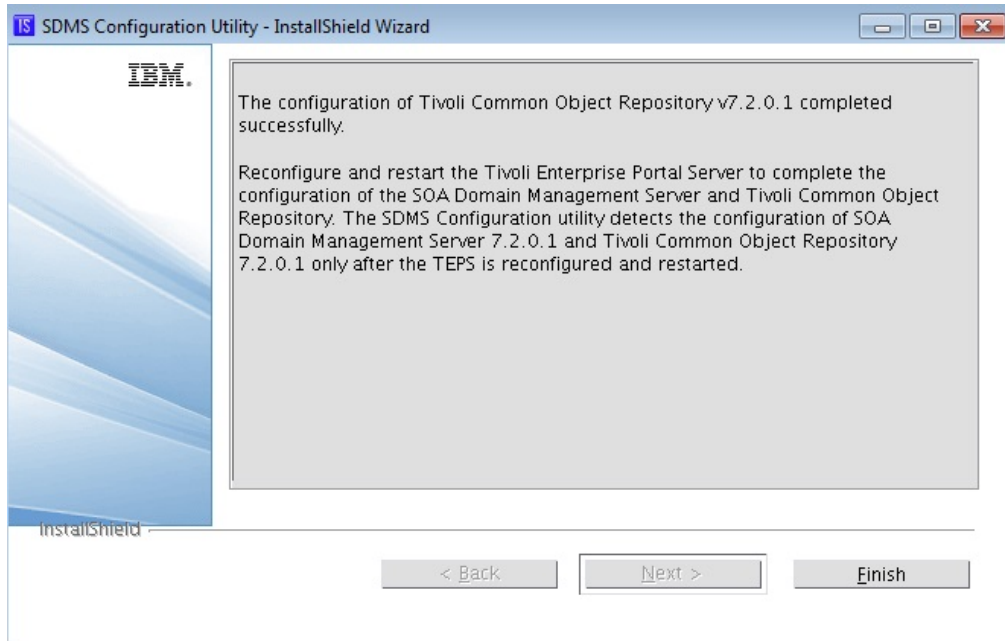 TS SDMS Configuration Utility - InstallShield Wizard
IBM.
The configuration of Tivoli Common Object Repository v7.2.0.1 completed
successfully.
Reconfigure and restart the Tivoli Enterprise Portal Server to complete the
configuration of the SOA Domain Management Server and Tivoli Common Object
Repository. The SDMS Configuration utility detects the configuration of SOA
Domain Management Server 7.2.0.1 and Tivoli Common Object Repository
7.2.0.1 only after the TEPS is reconfigured and restarted.
InstallShield
< Back Next > Finish